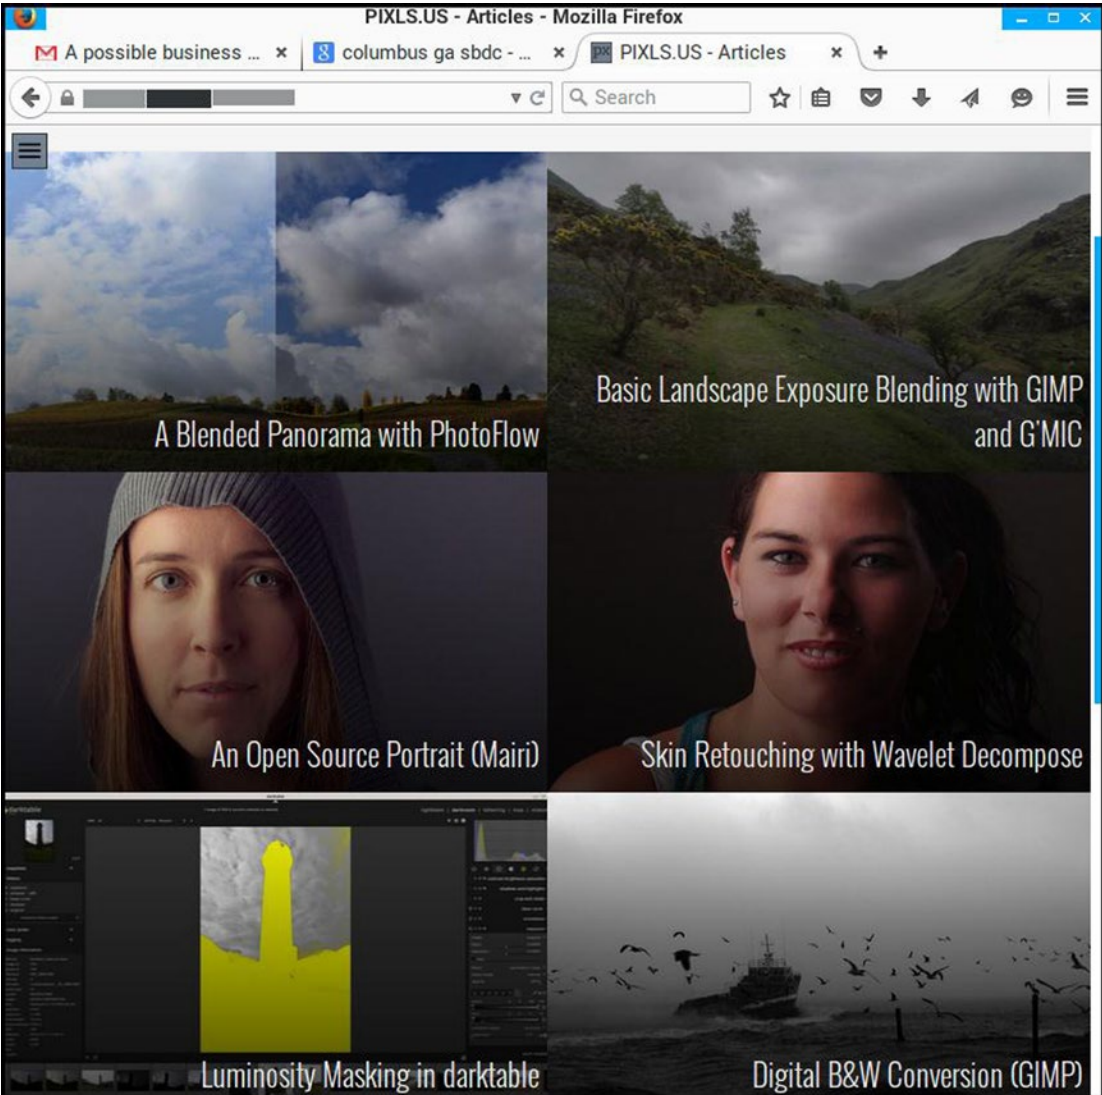 PIXLS.US - Articles - Mozilla Firefox
A possible business ...
columbus ga sbdc - ...
PIXLS.US - Articles
Search
A Blended Panorama with PhotoFlow
Basic Landscape Exposure Blending with GIMP
and G'MIC
An Open Source Portrait (Mairi)
Skin Retouching with Wavelet Decompose
darktable
Luminosity Masking in darktable
Digital B&W Conversion (GIMP)